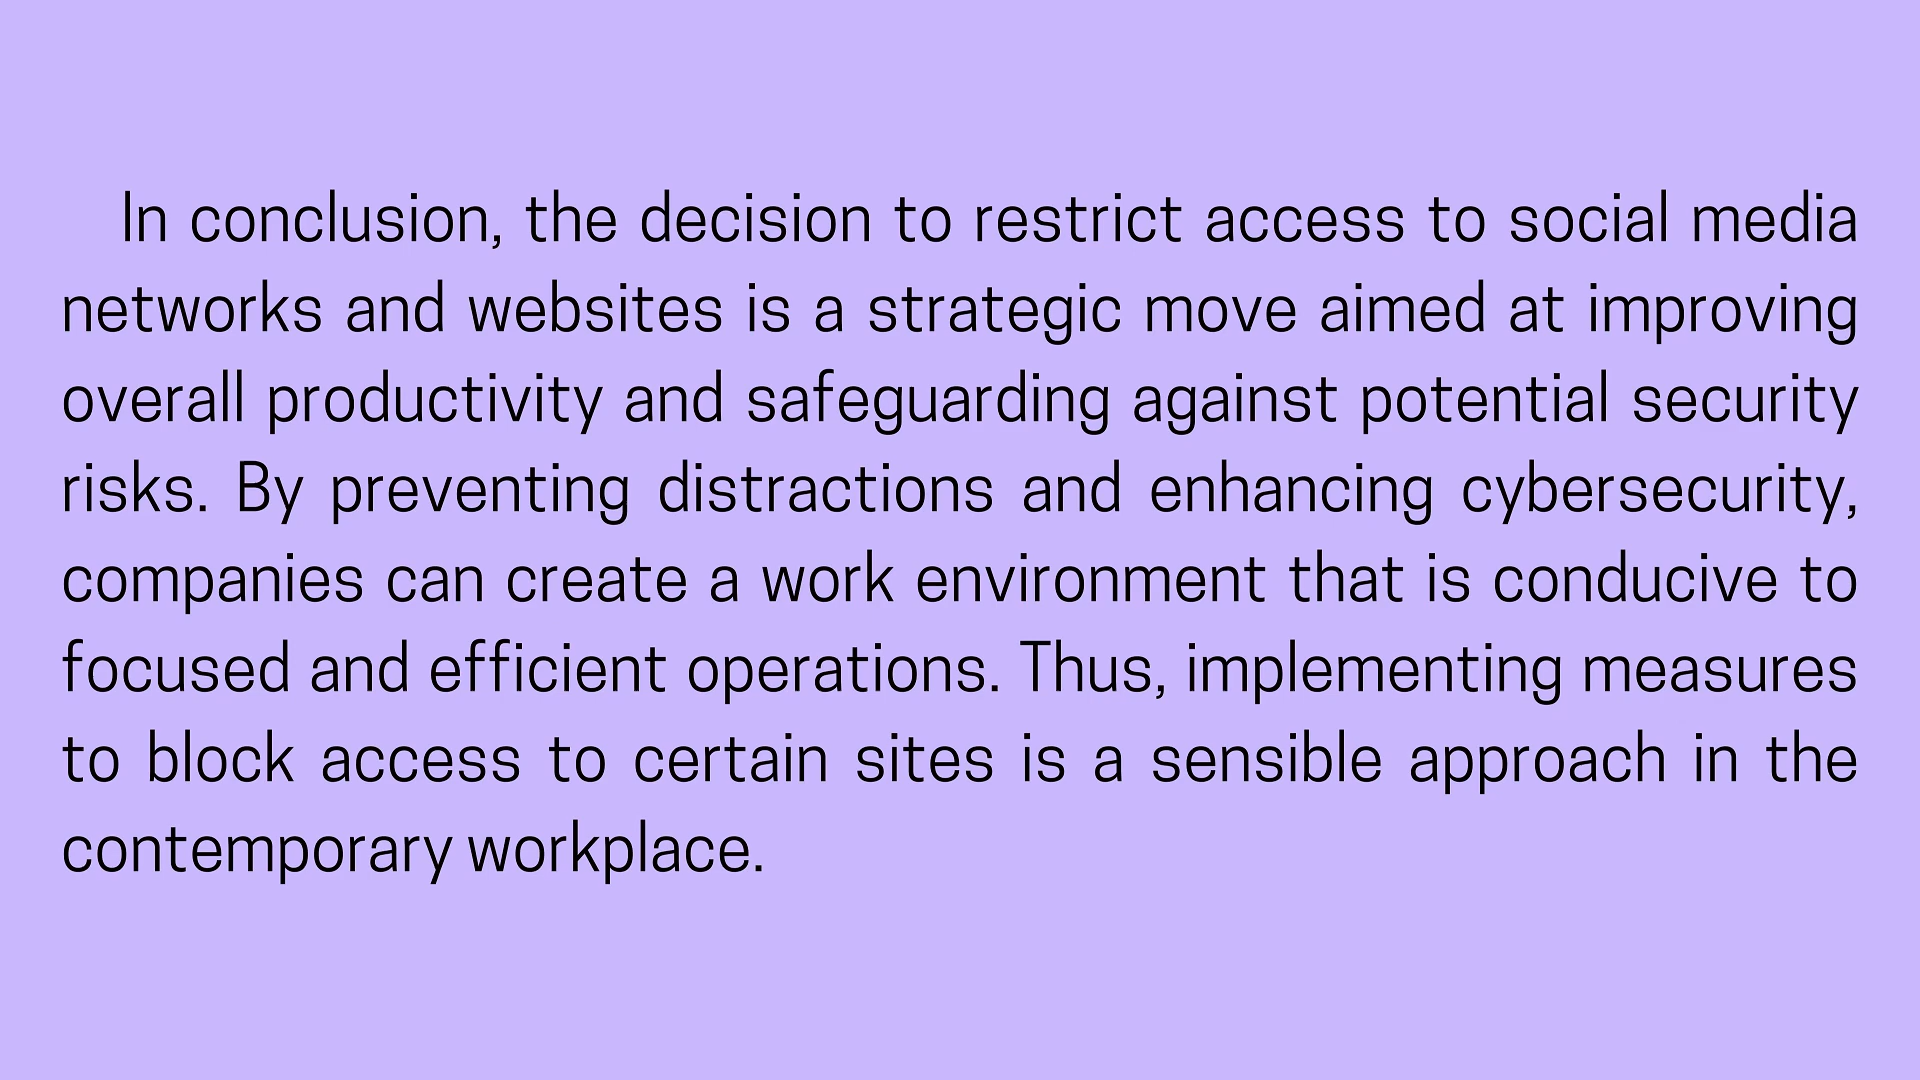 In conclusion, the decision to restrict access to social media
networks and websites is a strategic move aimed at improving
overall productivity and safeguarding against potential security
risks. By preventing distractions and enhancing cybersecurity,
companies can create a work environment that is conducive to
focused and efficient operations. Thus, implementing measures
to block access to certain sites is a sensible approach in the
contemporary workplace.